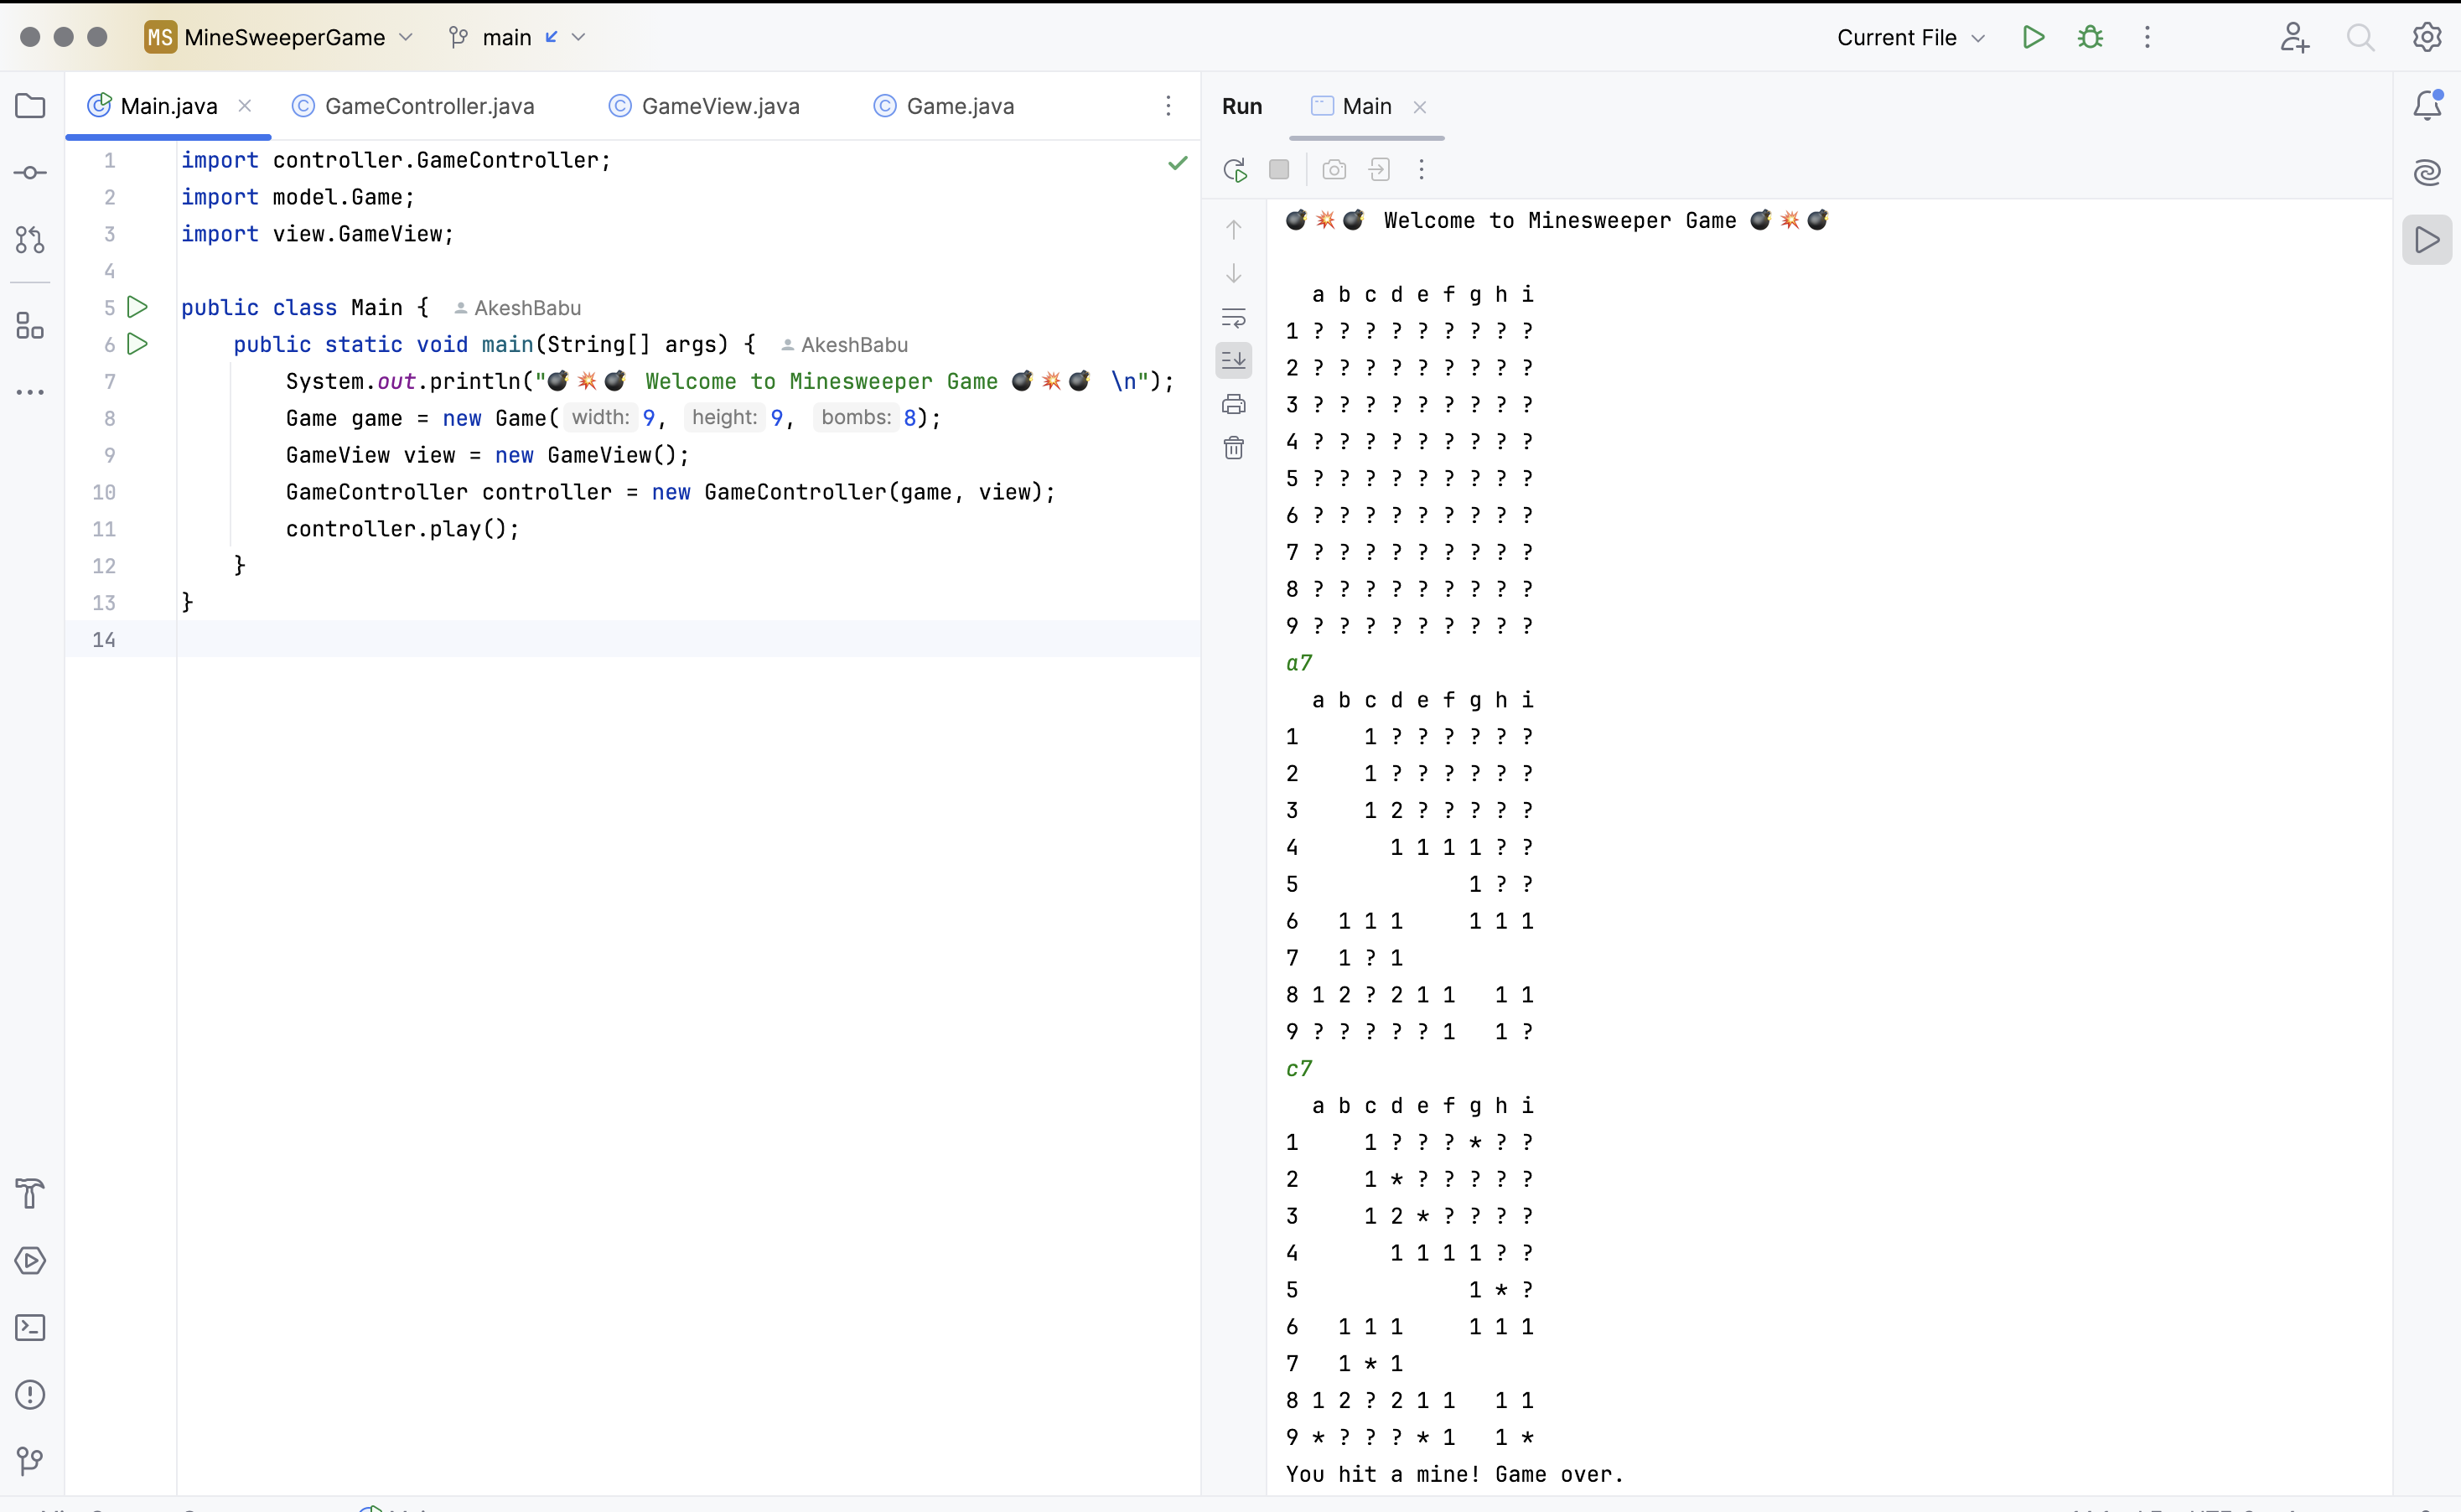 MS MineSweeperGame main Current File
Main.java GameController.java GameView.java Game.java
1 import controller.GameController;
2 import model.Game;
3 import view.GameView;
4
5 public class Main { AkeshBabu
6 public static void main(String[] args) { AkeshBabu
7 System.out.println("💣💥💣 Welcome to Minesweeper Game 💣💥💣 \n");
8 Game game = new Game( width: 9, height: 9, bombs: 8);
9 GameView view = new GameView();
10 GameController controller = new GameController(game, view);
11 controller.play();
12 }
13 }
14
Run Main
💣💥💣 Welcome to Minesweeper Game 💣💥💣
  a b c d e f g h i
1 ? ? ? ? ? ? ? ? ?
2 ? ? ? ? ? ? ? ? ?
3 ? ? ? ? ? ? ? ? ?
4 ? ? ? ? ? ? ? ? ?
5 ? ? ? ? ? ? ? ? ?
6 ? ? ? ? ? ? ? ? ?
7 ? ? ? ? ? ? ? ? ?
8 ? ? ? ? ? ? ? ? ?
9 ? ? ? ? ? ? ? ? ?
a7
  a b c d e f g h i
1     1 ? ? ? ? ? ?
2     1 ? ? ? ? ? ?
3     1 2 ? ? ? ? ?
4       1 1 1 1 ? ?
5             1 ? ?
6   1 1 1     1 1 1
7   1 ? 1
8 1 2 ? 2 1 1   1 1
9 ? ? ? ? ? 1   1 ?
c7
  a b c d e f g h i
1     1 ? ? ? * ? ?
2     1 * ? ? ? ? ?
3     1 2 * ? ? ? ?
4       1 1 1 1 ? ?
5             1 * ?
6   1 1 1     1 1 1
7   1 * 1
8 1 2 ? 2 1 1   1 1
9 * ? ? ? * 1   1 *
You hit a mine! Game over.